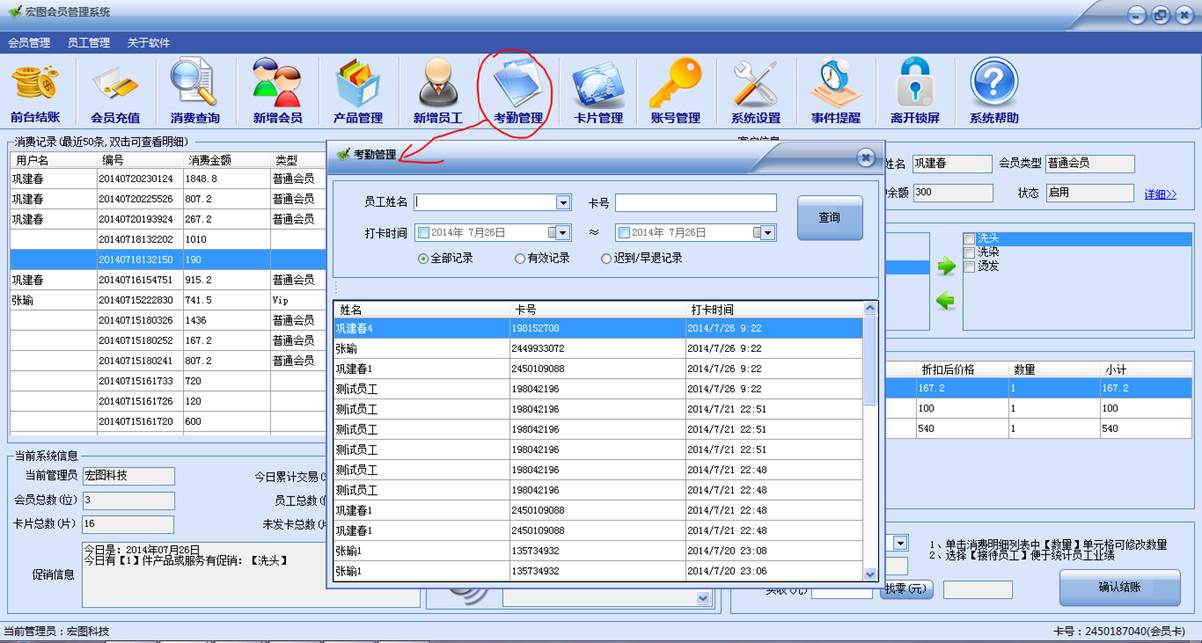 宏图会员管理系统
会员管理 员工管理 关于软件
前台结账 会员充值 消费查询 新增会员 产品管理 新增员工 考勤管理 卡片管理 账号管理 系统设置 事件提醒 离开锁屏 系统帮助
消费记录(最近50条,双击可查看明细)
用户名 编号 消费金额 类型
巩建春 20140720230124 1848.8 普通会员
巩建春 20140720225526 807.2 普通会员
巩建春 20140720193924 267.2 普通会员
20140718132202 1010
20140718132150 190
巩建春 20140716154751 915.2 普通会员
张瑜 20140715222830 741.5 Vip
20140715180326 1436 普通会员
20140715180252 167.2 普通会员
20140715180241 807.2 普通会员
20140715161733 720
20140715161726 120
20140715161720 600
当前系统信息
当前管理员 宏图科技 今日累计交易(
会员总数(位) 3 员工总数(
卡片总数(片) 16 未发卡总数(
促销信息
今日是: 2014年07月26日
今日有【1】件产品或服务有促销: 【洗头】
考勤管理
员工姓名 卡号 查询
打卡时间 2014年 7月26日 ≈ 2014年 7月26日
全部记录 有效记录 迟到/早退记录
姓名 卡号 打卡时间
巩建春4 198152708 2014/7/26 9:22
张瑜 2449933072 2014/7/26 9:22
巩建春1 2450109088 2014/7/26 9:22
测试员工 198042196 2014/7/26 9:22
测试员工 198042196 2014/7/21 22:51
测试员工 198042196 2014/7/21 22:51
测试员工 198042196 2014/7/21 22:51
测试员工 198042196 2014/7/21 22:48
测试员工 198042196 2014/7/21 22:48
巩建春1 2450109088 2014/7/21 22:48
巩建春1 2450109088 2014/7/21 22:48
张瑜1 135734932 2014/7/20 23:08
张瑜1 135734932 2014/7/20 23:06
姓名 巩建春 会员类型 普通会员
余额 300 状态 启用 详细>>
洗头
洗染
烫发
折扣后价格 数量 小计
167.2 1 167.2
100 1 100
540 1 540
1、单击消费明细列表中【数量】单元格可修改数量
2、选择【接待员工】便于统计员工业绩
找零(元) 确认结账
当前管理员: 宏图科技 卡号: 2450187040(会员卡)